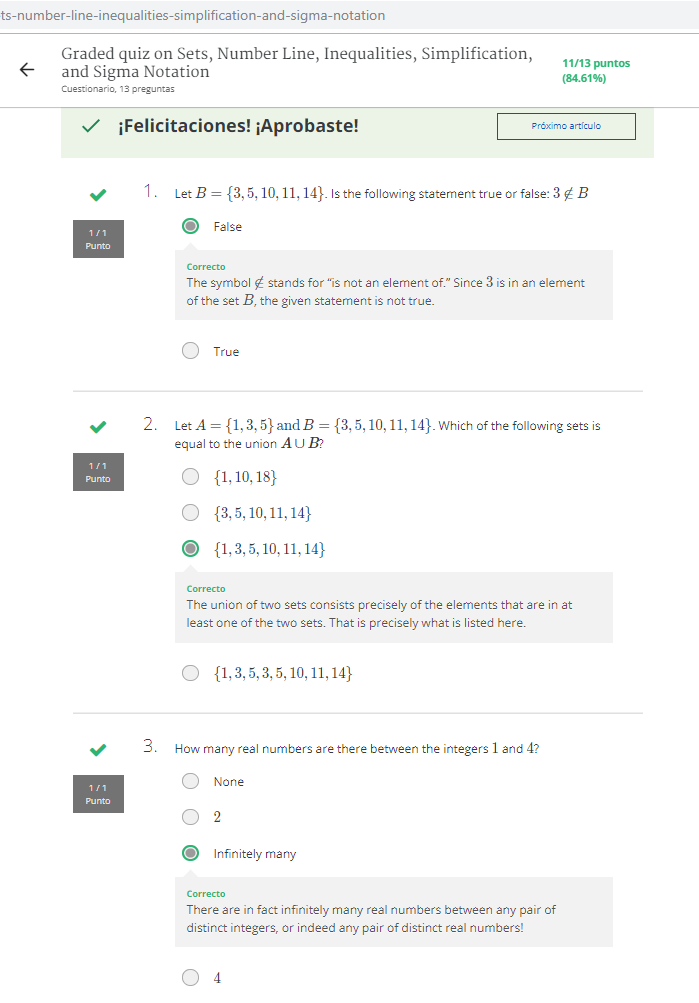 ts-number-line-inequalities-simplification-and-sigma-notation
Graded quiz on Sets, Number Line, Inequalities, Simplification,
and Sigma Notation
Cuestionario, 13 preguntas
11/13 puntos
(84.61%)
¡Felicitaciones! ¡Aprobaste!
Próximo artículo
1 / 1
Punto
1.
Let B = {3, 5, 10, 11, 14}. Is the following statement true or false: 3 ∉ B
False
Correcto
The symbol ∉ stands for “is not an element of.” Since 3 is in an element
of the set B, the given statement is not true.
True
1 / 1
Punto
2.
Let A = {1, 3, 5} and B = {3, 5, 10, 11, 14}. Which of the following sets is
equal to the union A ∪ B?
{1, 10, 18}
{3, 5, 10, 11, 14}
{1, 3, 5, 10, 11, 14}
Correcto
The union of two sets consists precisely of the elements that are in at
least one of the two sets. That is precisely what is listed here.
{1, 3, 5, 3, 5, 10, 11, 14}
1 / 1
Punto
3.
How many real numbers are there between the integers 1 and 4?
None
2
Infinitely many
Correcto
There are in fact infinitely many real numbers between any pair of
distinct integers, or indeed any pair of distinct real numbers!
4